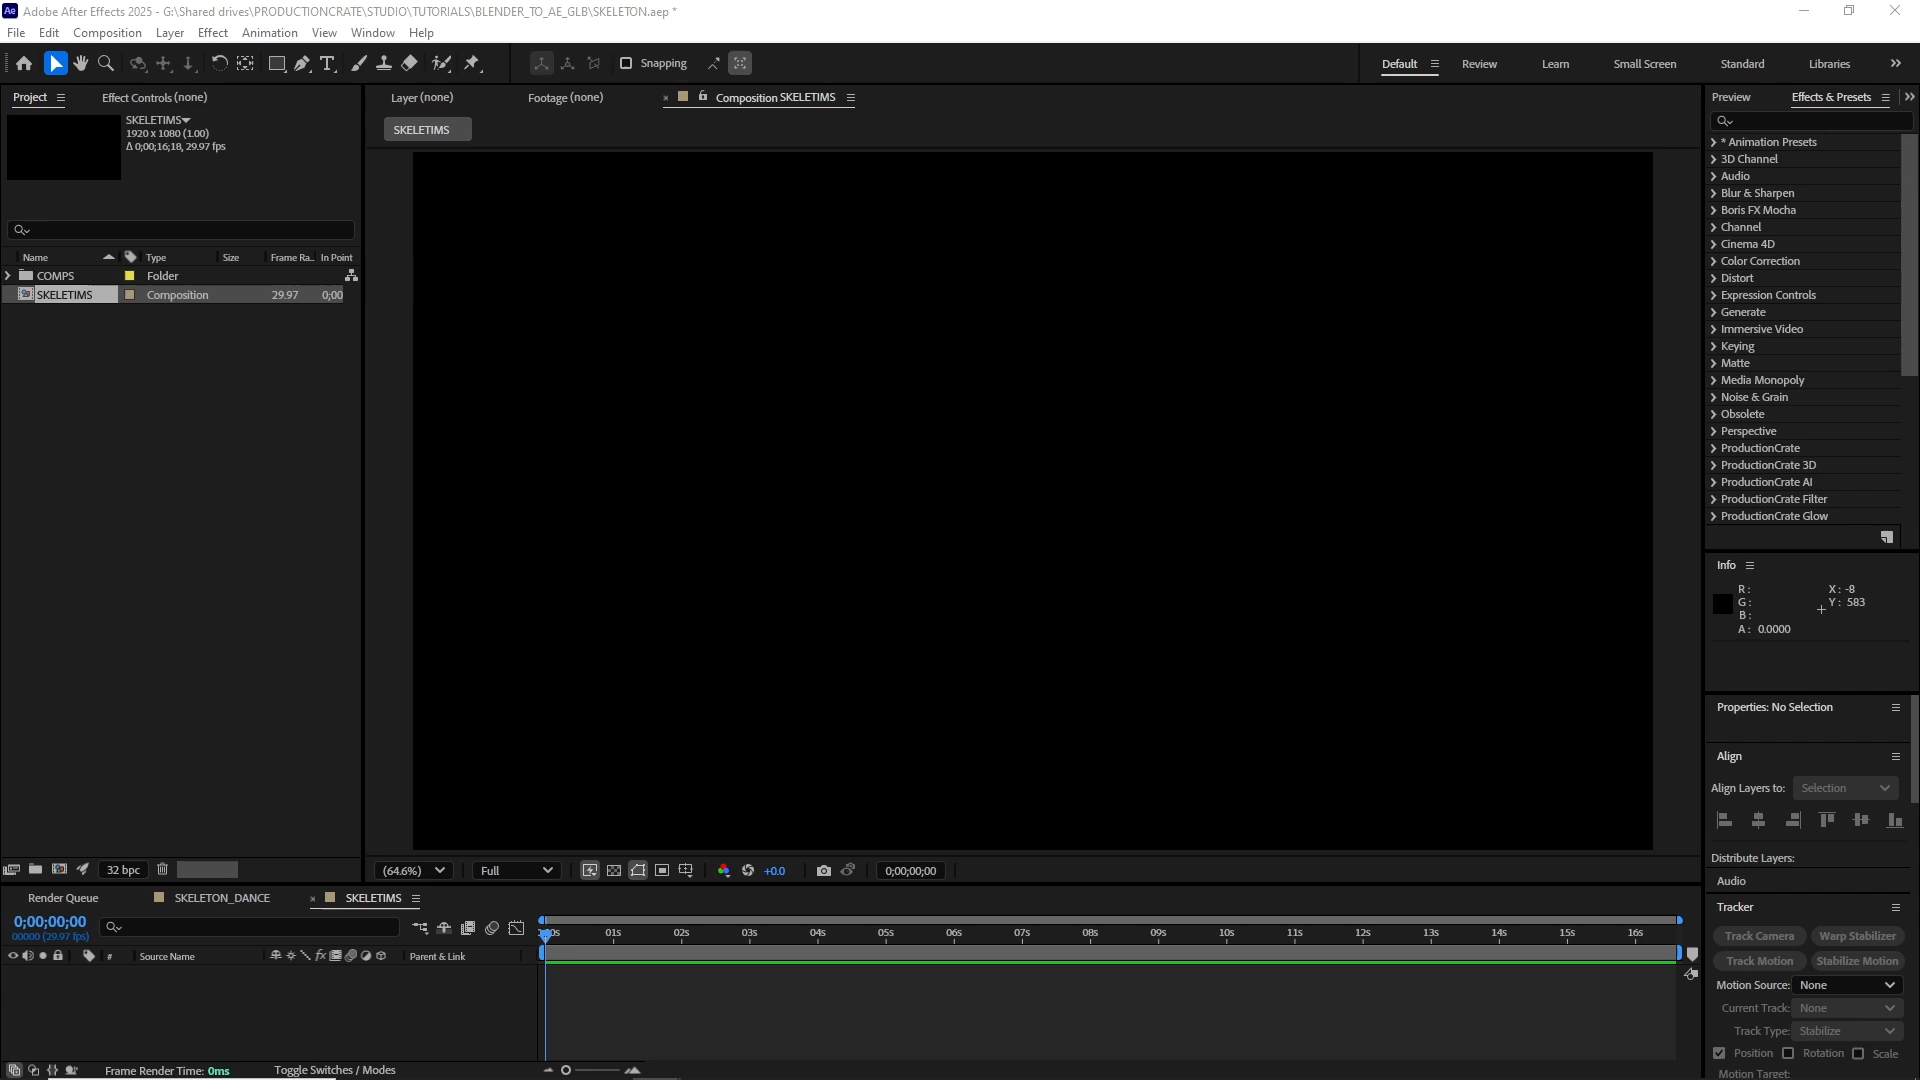 Adobe After Effects 2025 - G:\Shared drives\PRODUCTIONCRATE\STUDIO\TUTORIALS\BLENDER_TO_AE_GLB\SKELETON.aep *
File Edit Composition Layer Effect Animation View Window Help
Snapping
Default Review Learn Small Screen Standard Libraries
Project Effect Controls (none)
SKELETIMS
1920 x 1080 (1.00)
Δ 0;00;16;18, 29.97 fps
Name Type Size Frame Ra... In Point
COMPS Folder
SKELETIMS Composition 29.97 0;00
32 bpc
Layer (none) Footage (none) Composition SKELETIMS
SKELETIMS
(64.6%) Full +0.0 0;00;00;00
Preview Effects & Presets
* Animation Presets
3D Channel
Audio
Blur & Sharpen
Boris FX Mocha
Channel
Cinema 4D
Color Correction
Distort
Expression Controls
Generate
Immersive Video
Keying
Matte
Media Monopoly
Noise & Grain
Obsolete
Perspective
ProductionCrate
ProductionCrate 3D
ProductionCrate AI
ProductionCrate Filter
ProductionCrate Glow
Info
R: X: -8
G: Y: 583
B:
A: 0.0000
Properties: No Selection
Align
Align Layers to: Selection
Distribute Layers:
Audio
Tracker
Track Camera Warp Stabilizer
Track Motion Stabilize Motion
Motion Source: None
Current Track: None
Track Type: Stabilize
Position Rotation Scale
Motion Target:
Render Queue SKELETON_DANCE SKELETIMS
0;00;00;00
00000 (29.97 fps)
01s 02s 03s 04s 05s 06s 07s 08s 09s 10s 11s 12s 13s 14s 15s 16s
# Source Name fx Parent & Link
Frame Render Time: 0ms Toggle Switches / Modes